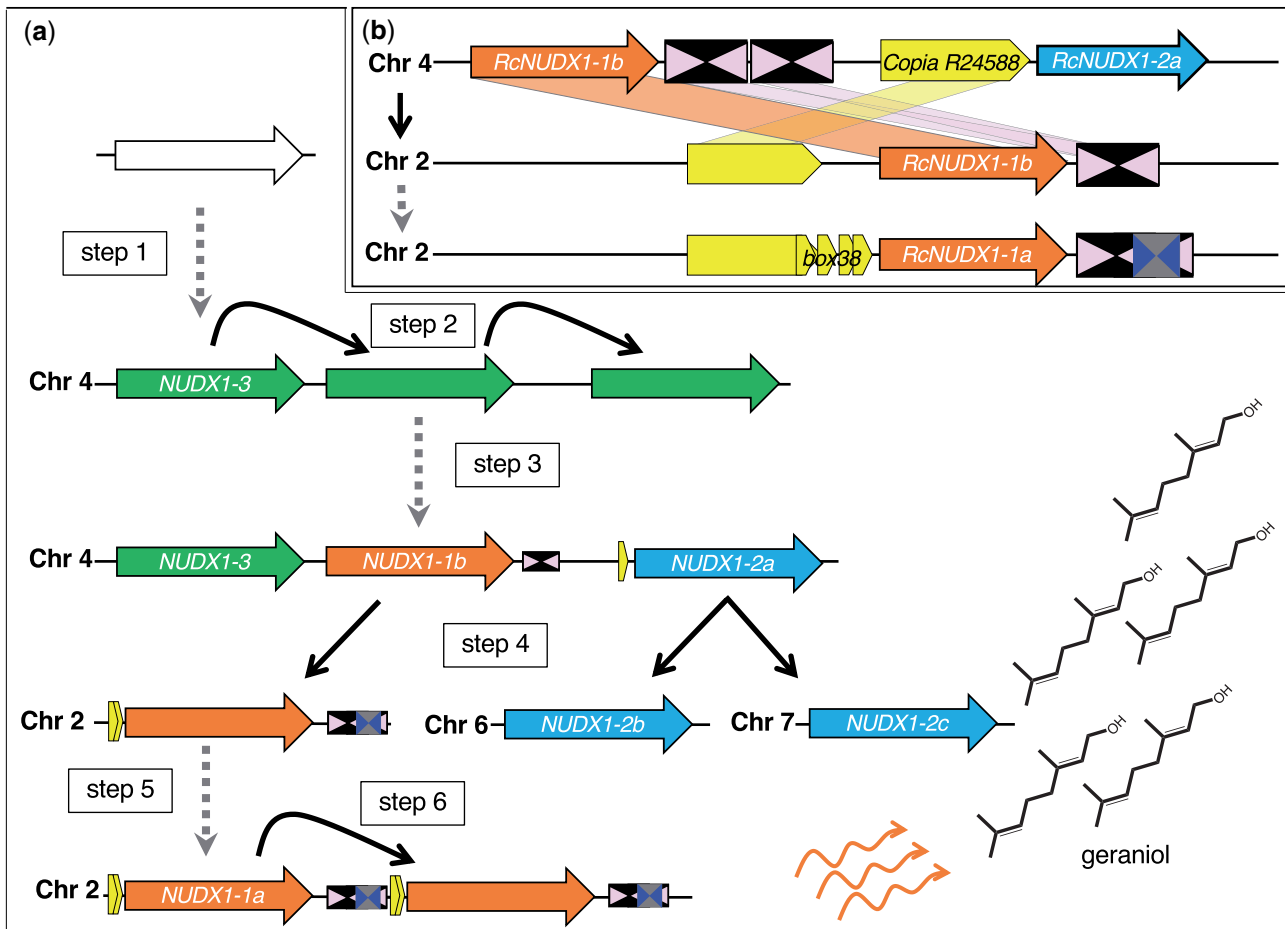 (a)
step 1
step 2
Chr 4
NUDX1-3
step 3
Chr 4
NUDX1-3
NUDX1-1b
NUDX1-2a
step 4
Chr 2
Chr 6
NUDX1-2b
Chr 7
NUDX1-2c
step 5
step 6
Chr 2
NUDX1-1a
OH
OH
OH
OH
OH
geraniol
(b)
Chr 4
RcNUDX1-1b
Copia R24588
RcNUDX1-2a
Chr 2
RcNUDX1-1b
Chr 2
box38
RcNUDX1-1a